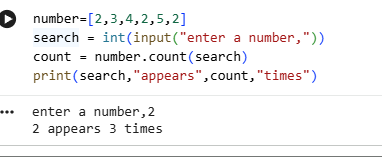 number=[2,3,4,2,5,2]
search = int(input("enter a number,"))
count = number.count(search)
print(search,"appears",count,"times")
enter a number,2
2 appears 3 times